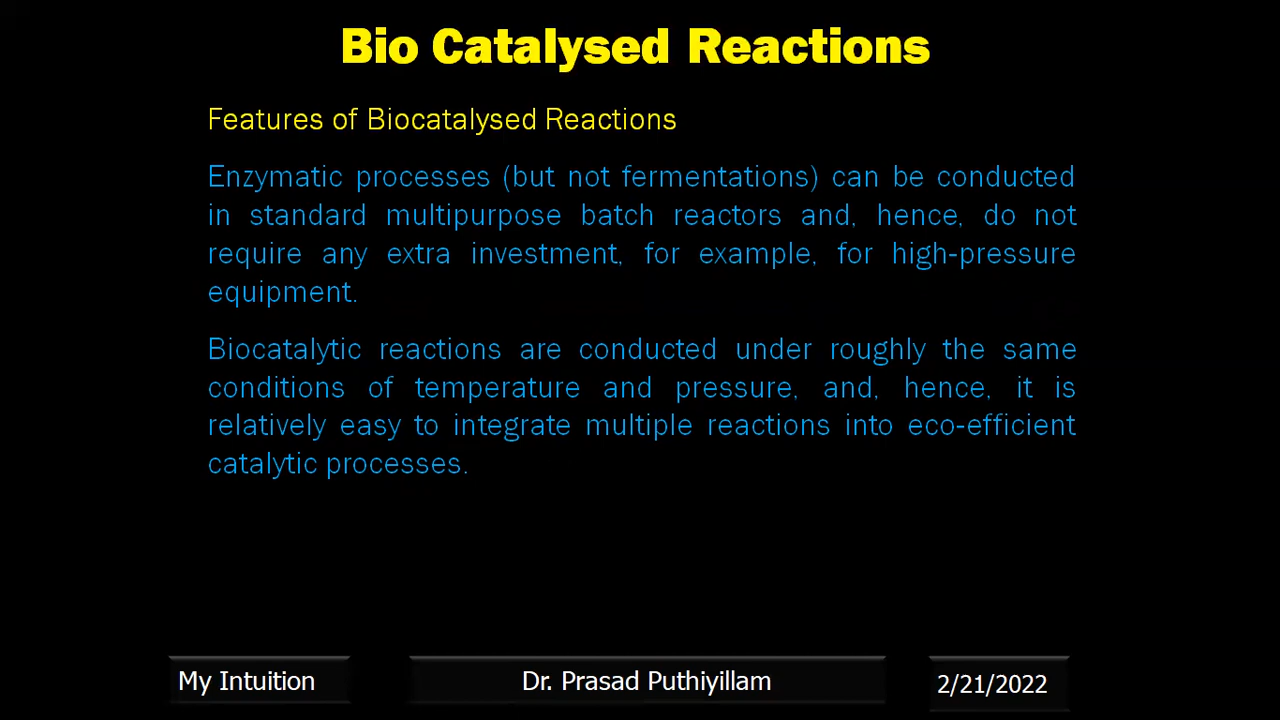 Bio Catalysed Reactions
Features of Biocatalysed Reactions
Enzymatic processes (but not fermentations) can be conducted
in standard multipurpose batch reactors and, hence, do not
require any extra investment, for example, for high-pressure
equipment.
Biocatalytic reactions are conducted under roughly the same
conditions of temperature and pressure, and, hence, it is
relatively easy to integrate multiple reactions into eco-efficient
catalytic processes.
My Intuition
Dr. Prasad Puthiyillam
2/21/2022